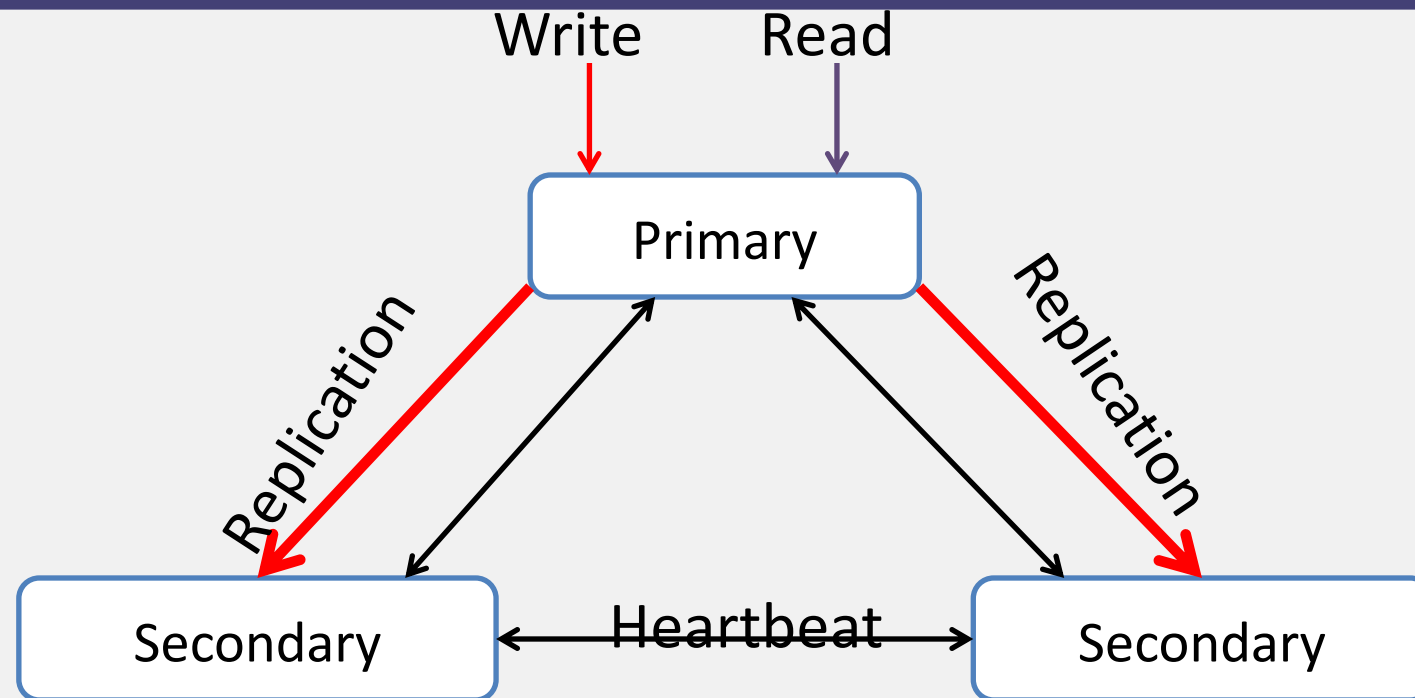 Write
Read
Primary
Replication
Replication
Secondary
Heartbeat
Secondary